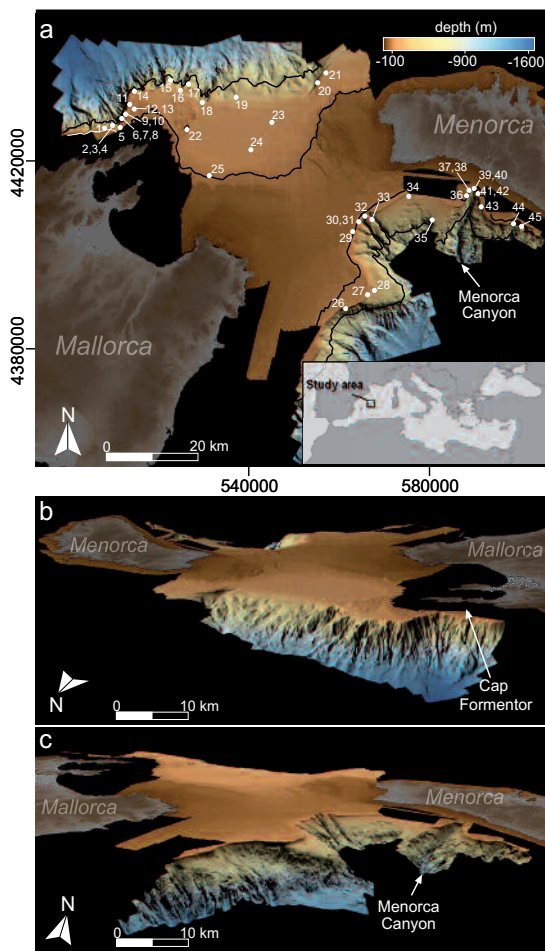 a
depth (m)
-100 -900 -1600
Menorca
15
21
14
16
17
20
11
18
19
12,13
23
9,10
2,3,4
5
6,7,8
22
24
25
4420000
37,38
39,40
34
36
41,42
32
33
43
30,31
44
45
29
35
Menorca
Canyon
28
27
26
4380000
Mallorca
Study area
N
0 20 km
540000 580000
b
Menorca
Mallorca
Cap
Formentor
N
0 10 km
c
Mallorca
Menorca
Menorca
Canyon
N
0 10 km